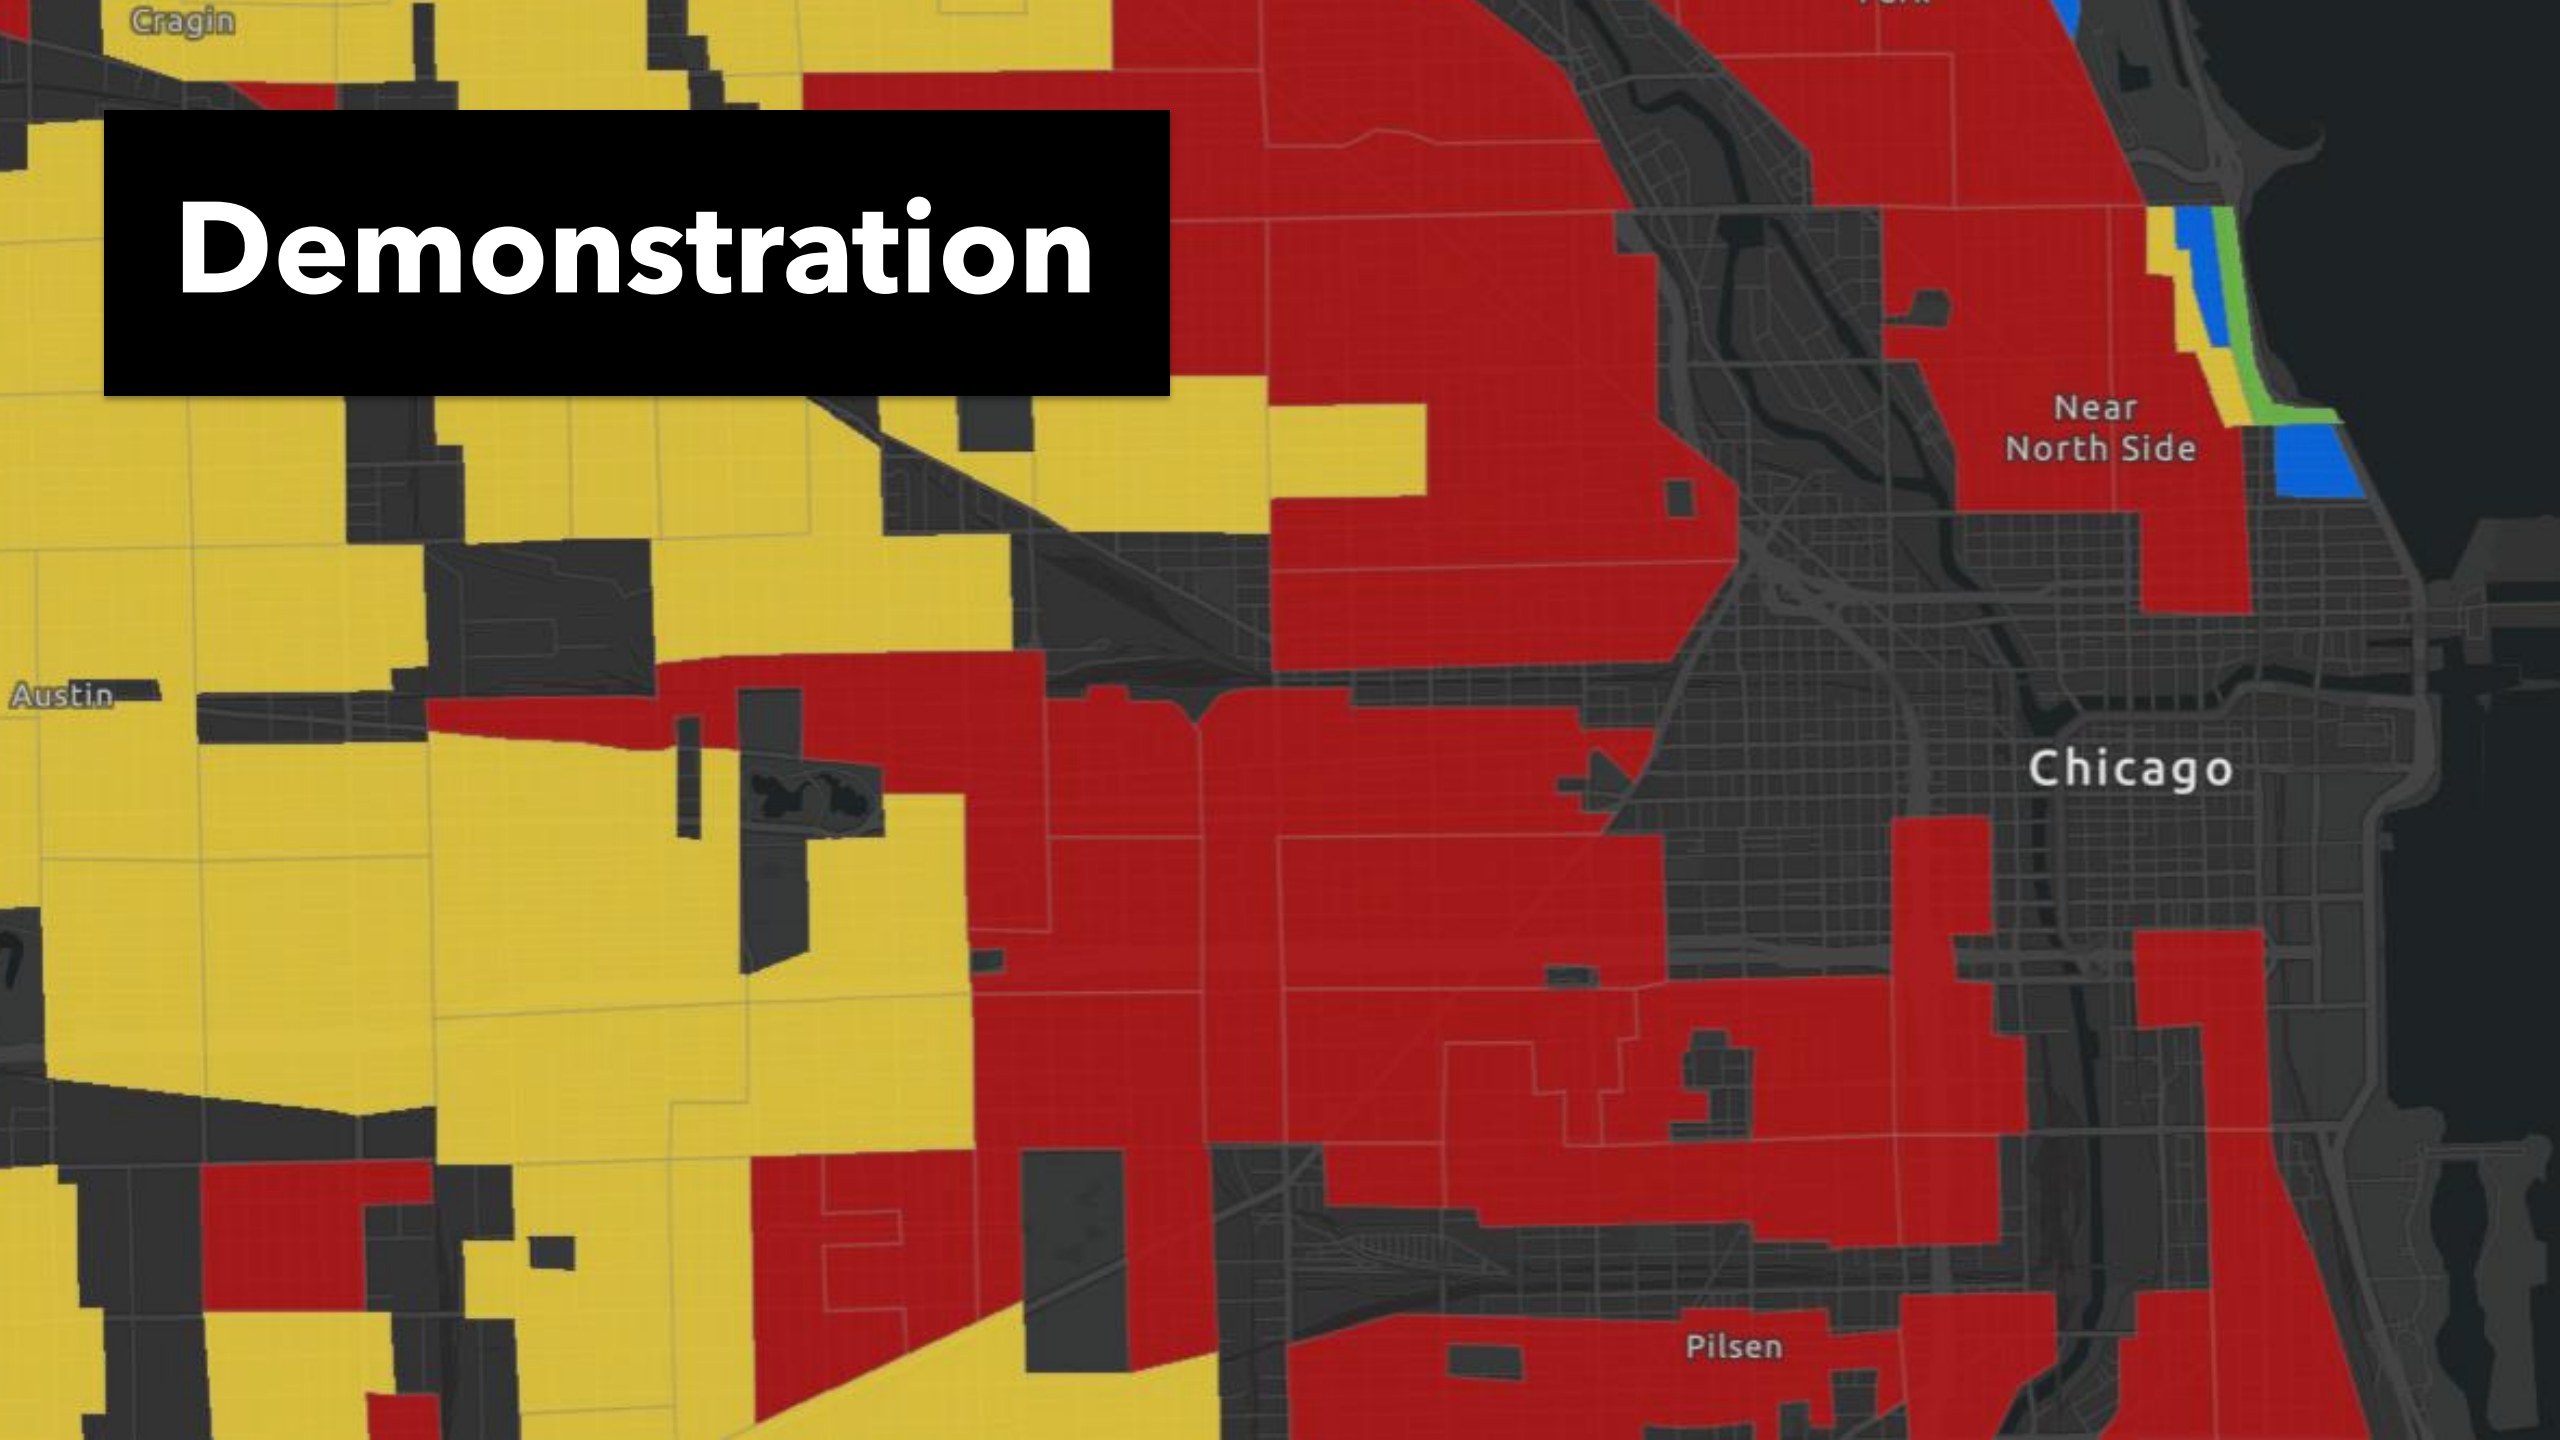 Cragin
Demonstration
Near
North Side
Austin
Chicago
Pilsen